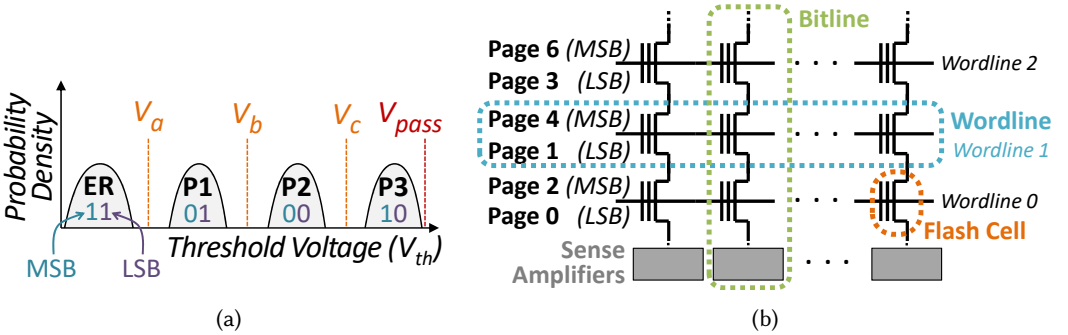 Probability
Density
V_a
V_b
V_c
V_pass
ER
11
P1
01
P2
00
P3
10
Threshold Voltage (V_th)
MSB
LSB
(a)
Bitline
Page 6 (MSB)
Page 3 (LSB)
Wordline 2
Page 4 (MSB)
Page 1 (LSB)
Wordline
Wordline 1
Page 2 (MSB)
Page 0 (LSB)
Wordline 0
Flash Cell
Sense
Amplifiers
(b)